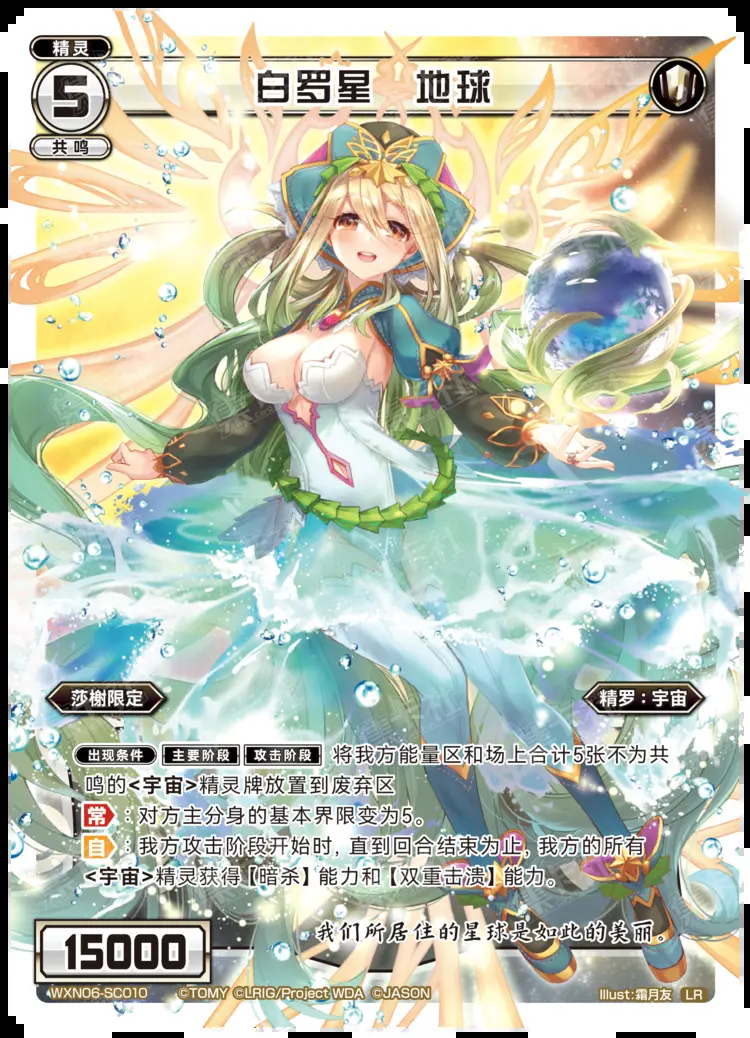 精灵
5
白罗星 地球
共鸣
莎榭限定
精罗：宇宙
出现条件 主要阶段 攻击阶段 将我方能量区和场上合计5张不为共
鸣的<宇宙>精灵牌放置到废弃区
常：对方主分身的基本界限变为5。
自：我方攻击阶段开始时, 直到回合结束为止, 我方的所有
<宇宙>精灵获得【暗杀】能力和【双重击溃】能力。
我们所居住的星球是如此的美丽。
15000
WXN06-SC010 ©TOMY ©LRIG/Project WDA ©JASON
Illust:霜月友 LR